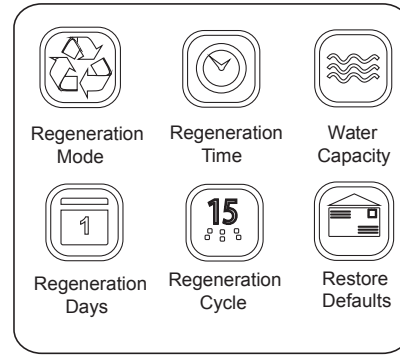 Regeneration
Mode
Regeneration
Time
Water
Capacity
1
Regeneration
Days
15
Regeneration
Cycle
Restore
Defaults